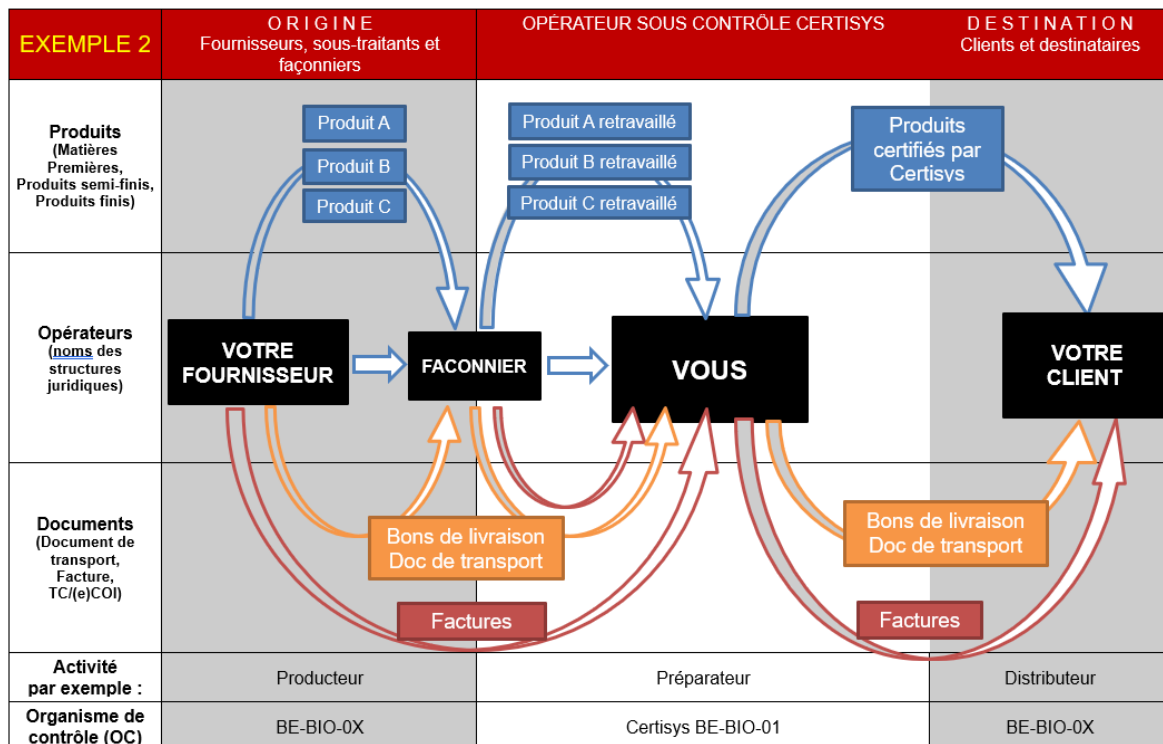 EXEMPLE 2
O R I G I N E
Fournisseurs, sous-traitants et
façonniers
OPÉRATEUR SOUS CONTRÔLE CERTISYS
D E S T I N A T I O N
Clients et destinataires
Produits
(Matières
Premières,
Produits semi-finis,
Produits finis)
Produit A
Produit B
Produit C
Produit A retravaillé
Produit B retravaillé
Produit C retravaillé
Produits
certifiés par
Certisys
Opérateurs
(noms des
structures
juridiques)
VOTRE
FOURNISSEUR
FACONNIER
VOUS
VOTRE
CLIENT
Documents
(Document de
transport,
Facture,
TC/(e)COI)
Bons de livraison
Doc de transport
Factures
Bons de livraison
Doc de transport
Factures
Activité
par exemple :
Producteur
Préparateur
Distributeur
Organisme de
contrôle (OC)
BE-BIO-0X
Certisys BE-BIO-01
BE-BIO-0X